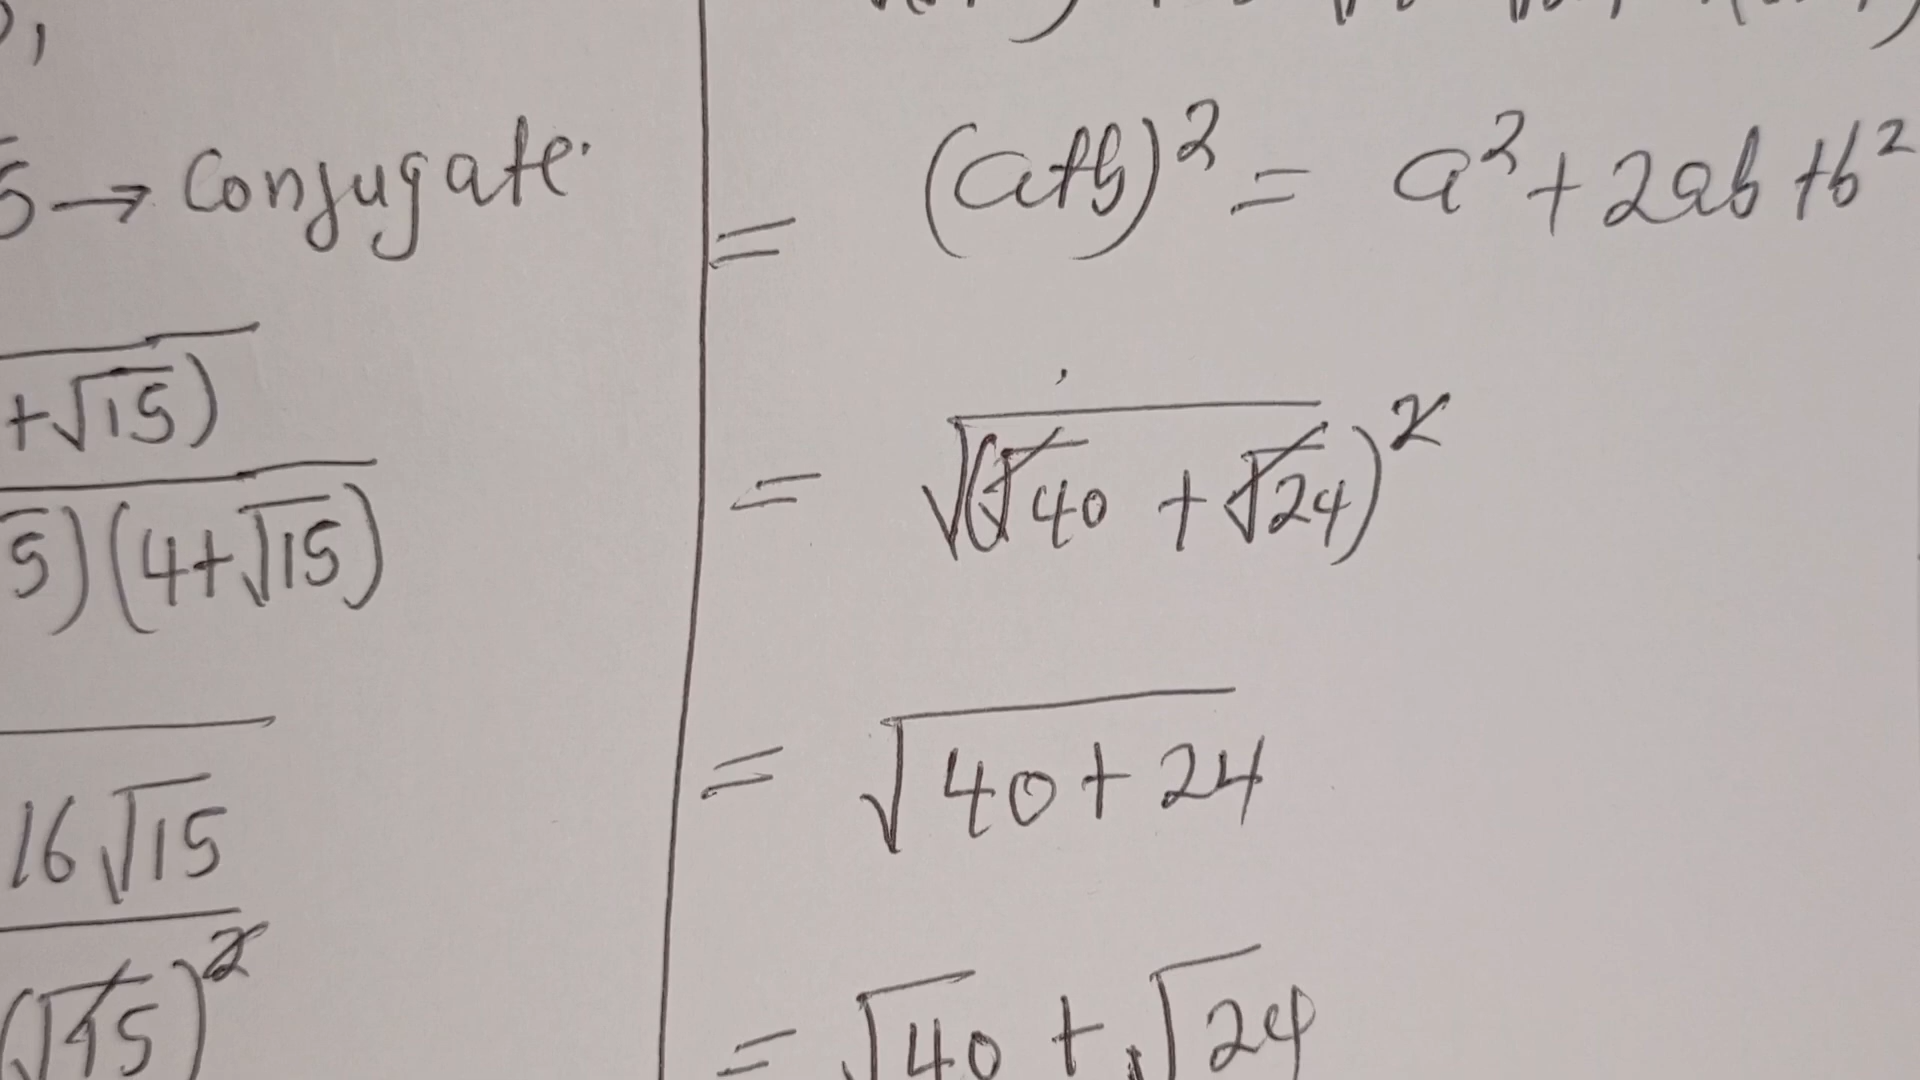 5 → Conjugate.
+√15)
5)(4+√15)
16√15
(√15)²
= (a+b)² = a² + 2ab + b²
= √(√40 + √24)²
= √40 + 24
= √40 + √24